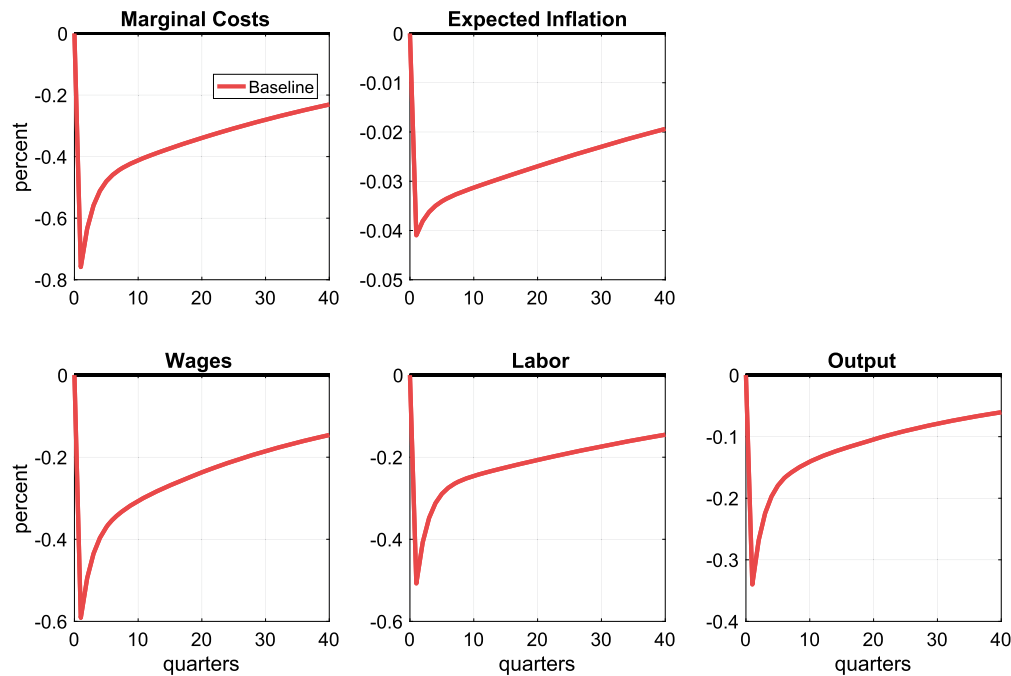 Marginal Costs
0
-0.2
-0.4
-0.6
-0.8
percent
Baseline
0 10 20 30 40
Expected Inflation
0
-0.01
-0.02
-0.03
-0.04
-0.05
0 10 20 30 40
Wages
0
-0.2
-0.4
-0.6
percent
0 10 20 30 40
quarters
Labor
0
-0.2
-0.4
-0.6
0 10 20 30 40
quarters
Output
0
-0.1
-0.2
-0.3
-0.4
0 10 20 30 40
quarters